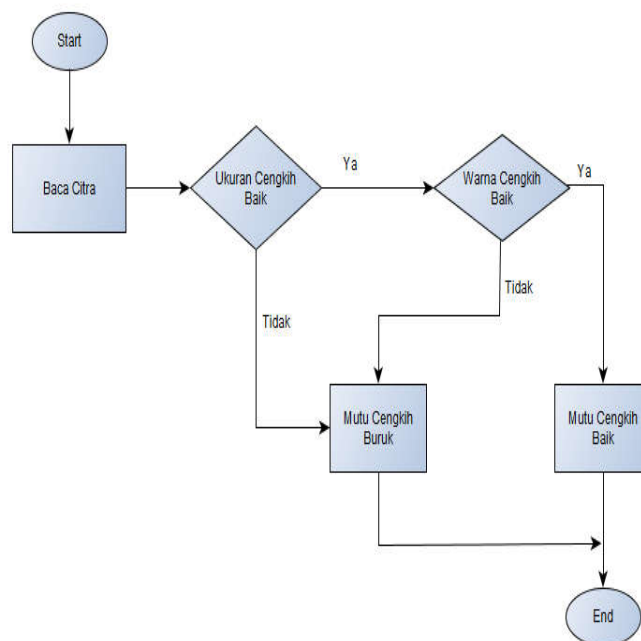 Start
Baca Citra
Ukuran Cengkih
Baik
Ya
Warna Cengkih
Baik
Ya
Tidak
Tidak
Mutu Cengkih
Buruk
Mutu Cengkih
Baik
End